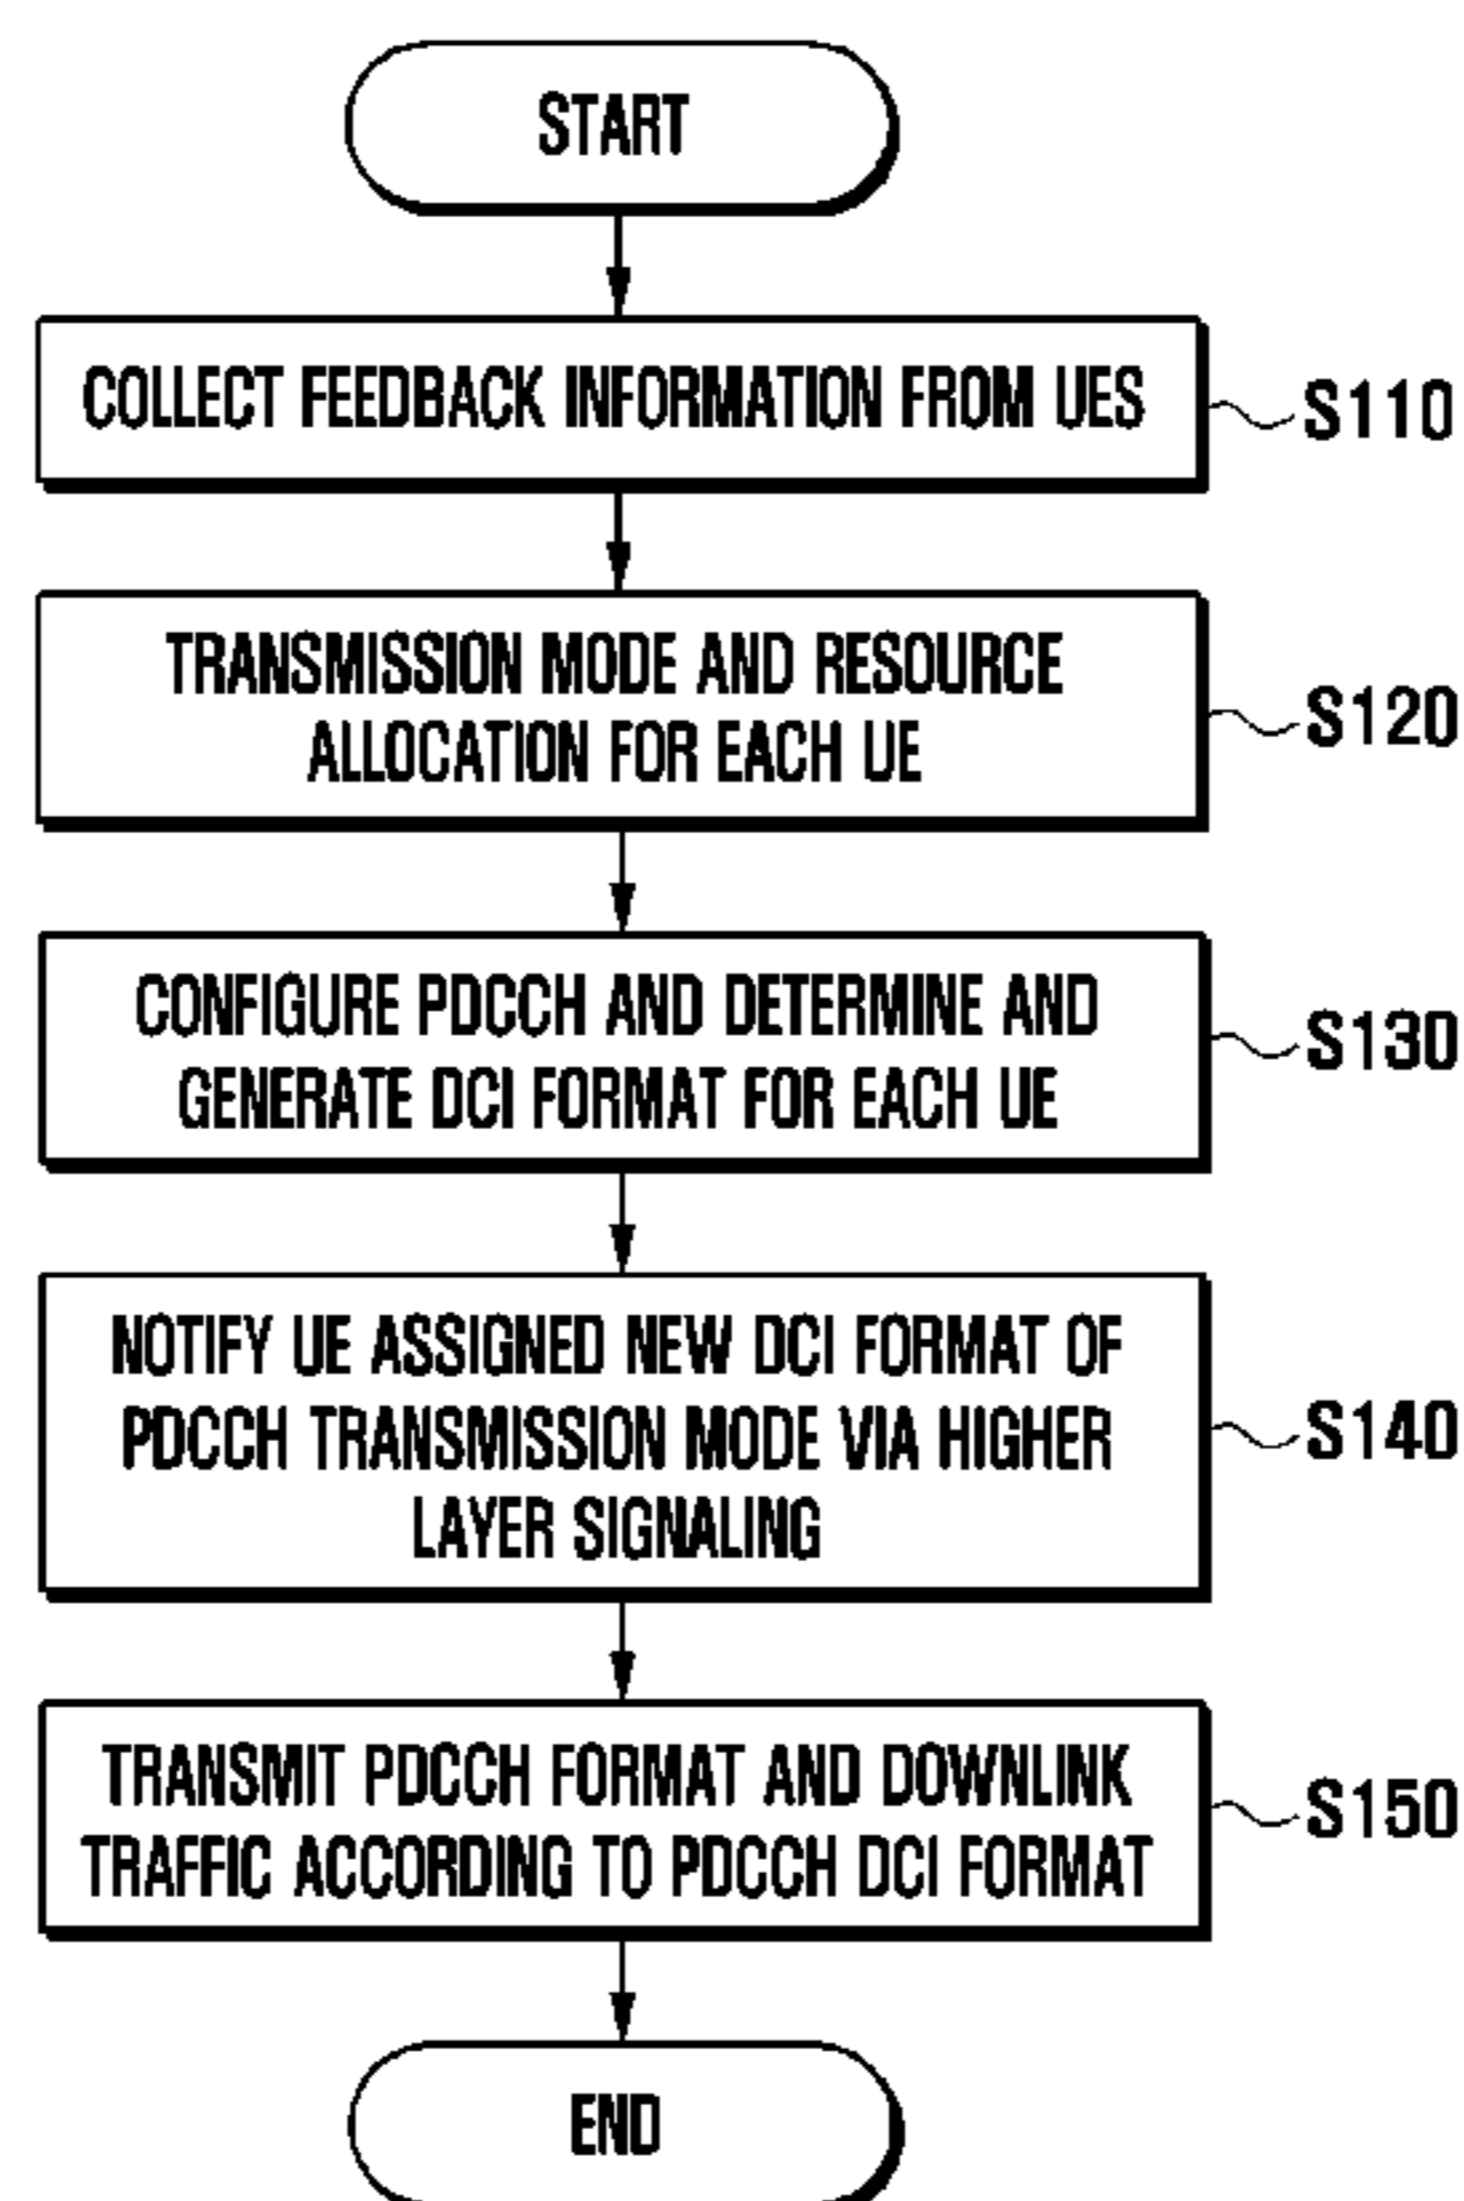 START
COLLECT FEEDBACK INFORMATION FROM UES
S110
TRANSMISSION MODE AND RESOURCE
ALLOCATION FOR EACH UE
S120
CONFIGURE PDCCH AND DETERMINE AND
GENERATE DCI FORMAT FOR EACH UE
S130
NOTIFY UE ASSIGNED NEW DCI FORMAT OF
PDCCH TRANSMISSION MODE VIA HIGHER
LAYER SIGNALING
S140
TRANSMIT PDCCH FORMAT AND DOWNLINK
TRAFFIC ACCORDING TO PDCCH DCI FORMAT
S150
END